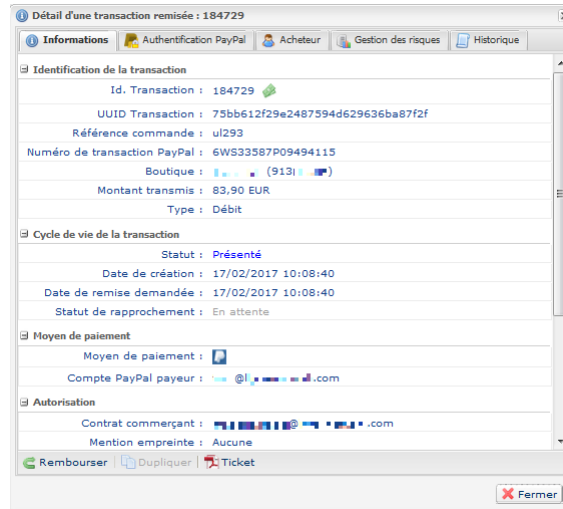 Détail d'une transaction remisée : 184729
Informations Authentification PayPal Acheteur Gestion des risques Historique
Identification de la transaction
Id. Transaction : 184729
UUID Transaction : 75bb612f29e2487594d629636ba87f2f
Référence commande : ul293
Numéro de transaction PayPal : 6WS33587P09494115
Boutique : (913
Montant transmis : 83,90 EUR
Type : Débit
Cycle de vie de la transaction
Statut : Présenté
Date de création : 17/02/2017 10:08:40
Date de remise demandée : 17/02/2017 10:08:40
Statut de rapprochement : En attente
Moyen de paiement
Moyen de paiement :
Compte PayPal payeur : @ .com
Autorisation
Contrat commerçant : @ .com
Mention empreinte : Aucune
Rembourser Dupliquer Ticket
Fermer